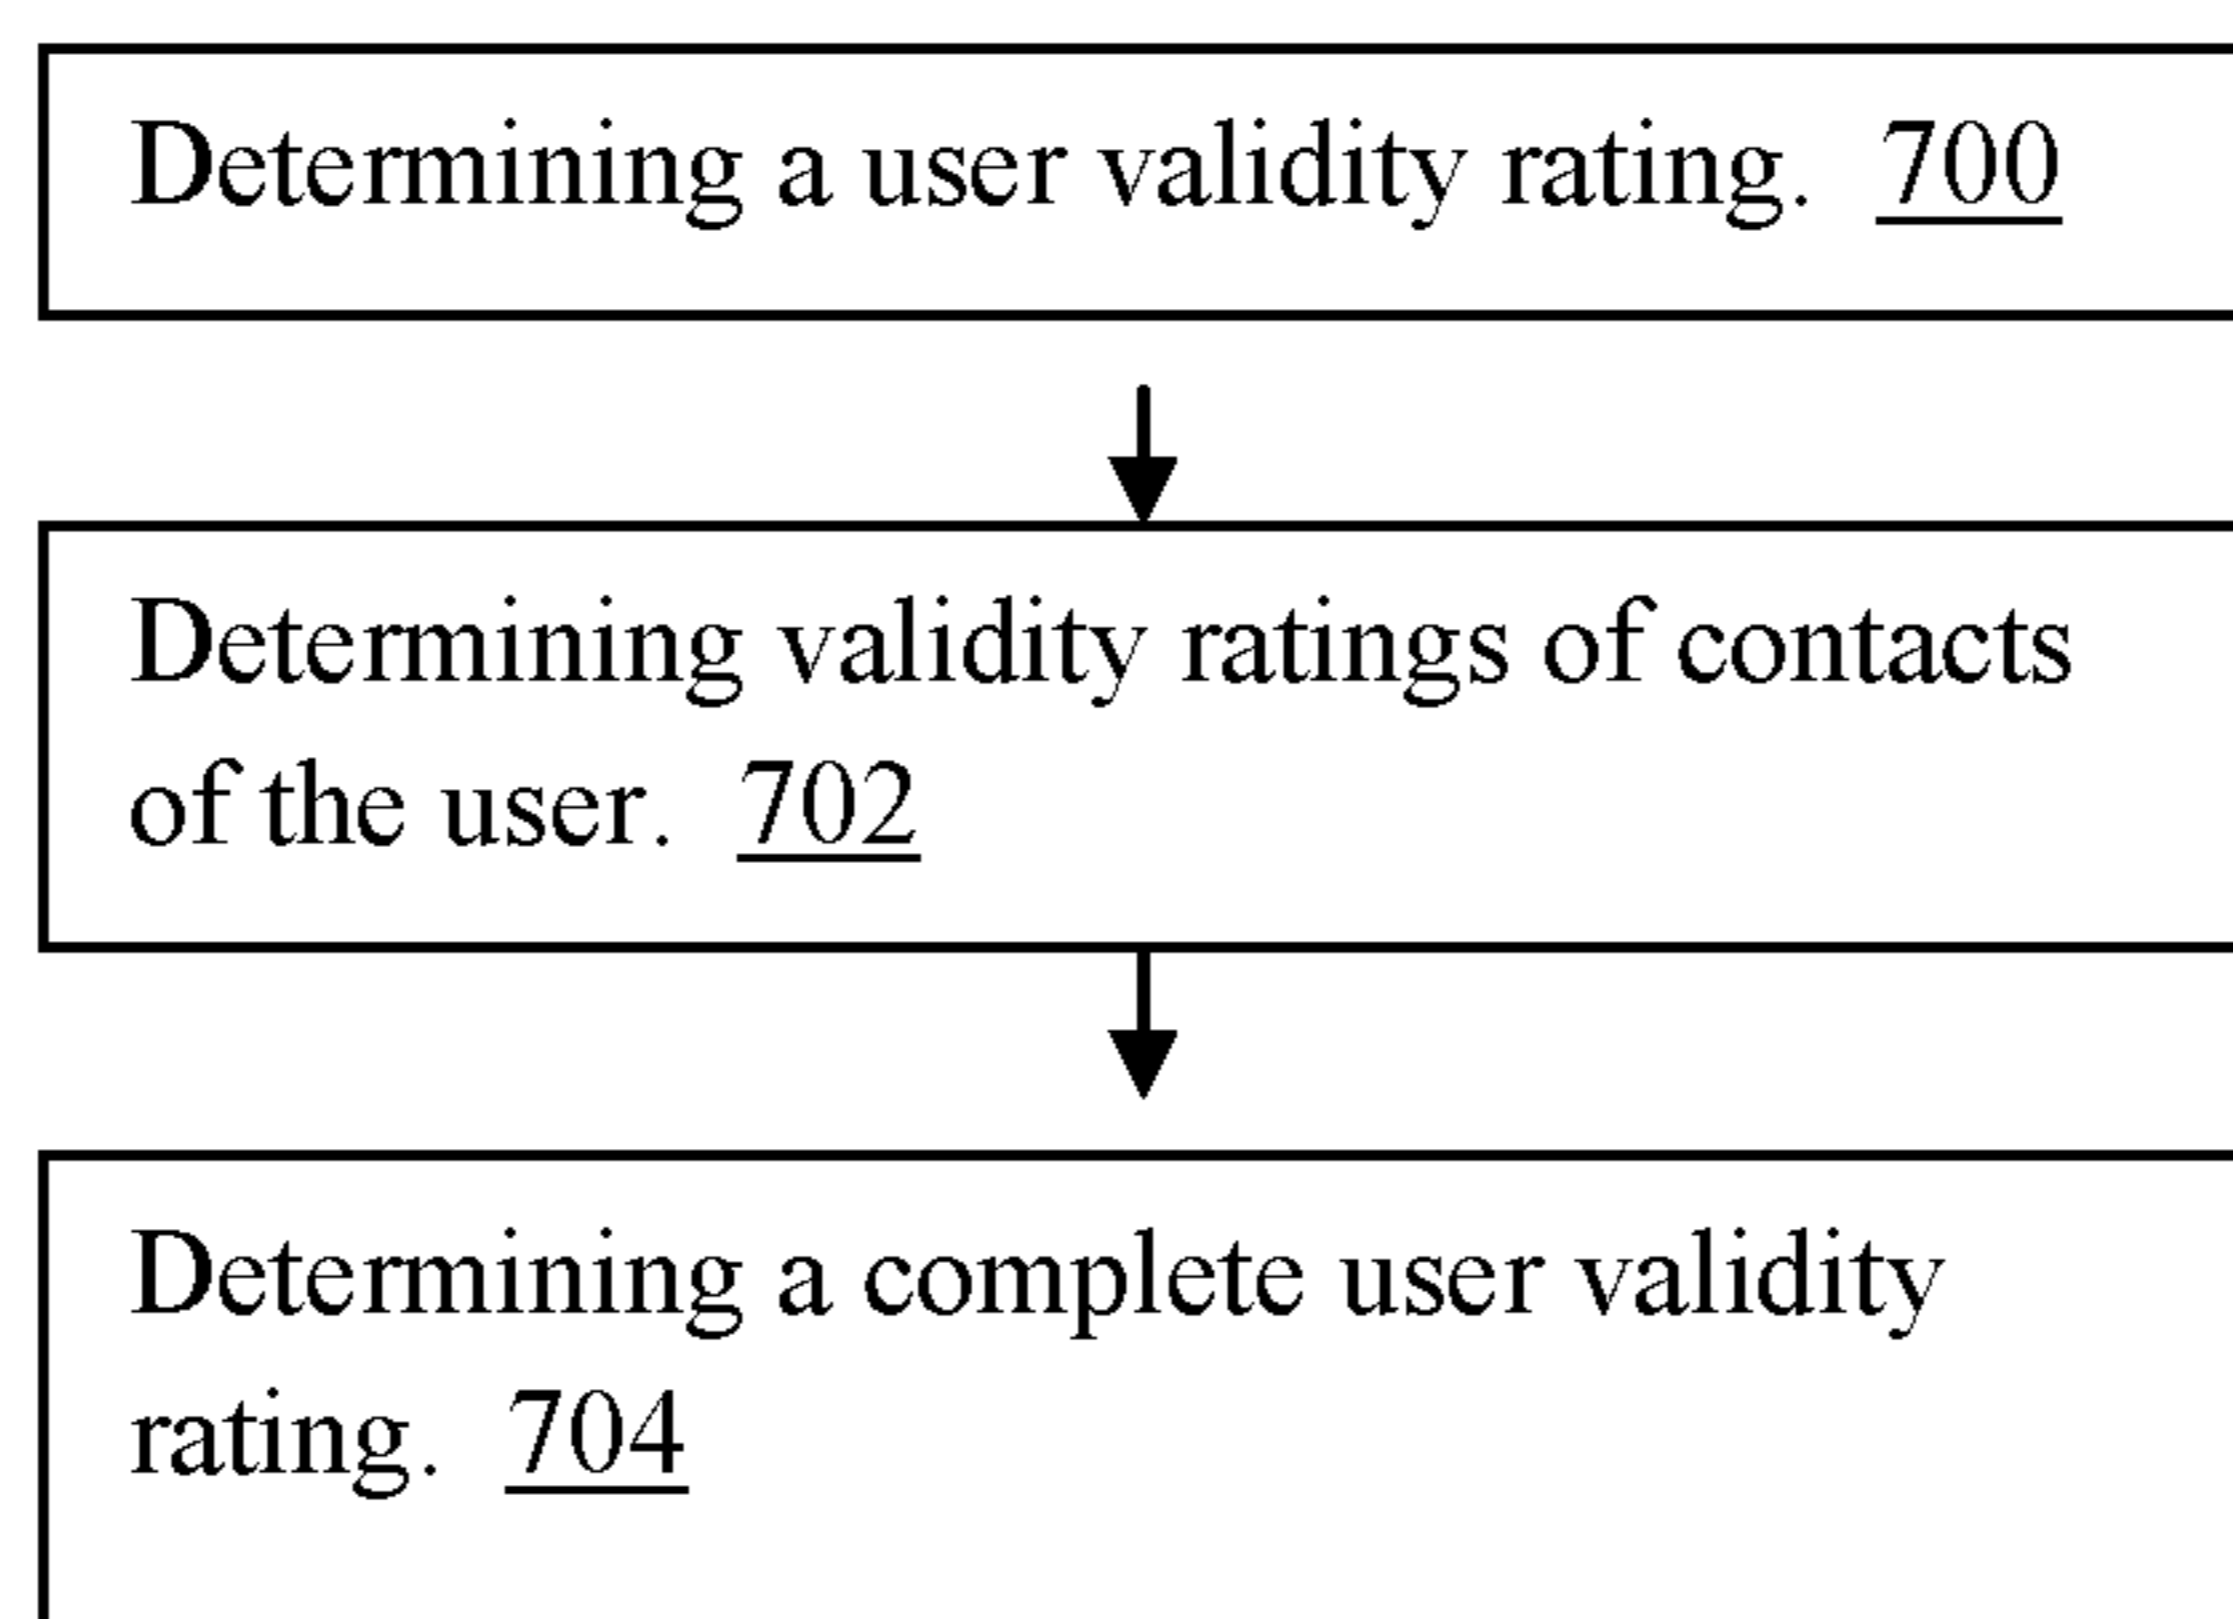 Determining a user validity rating. 700
Determining validity ratings of contacts
of the user. 702
Determining a complete user validity
rating. 704